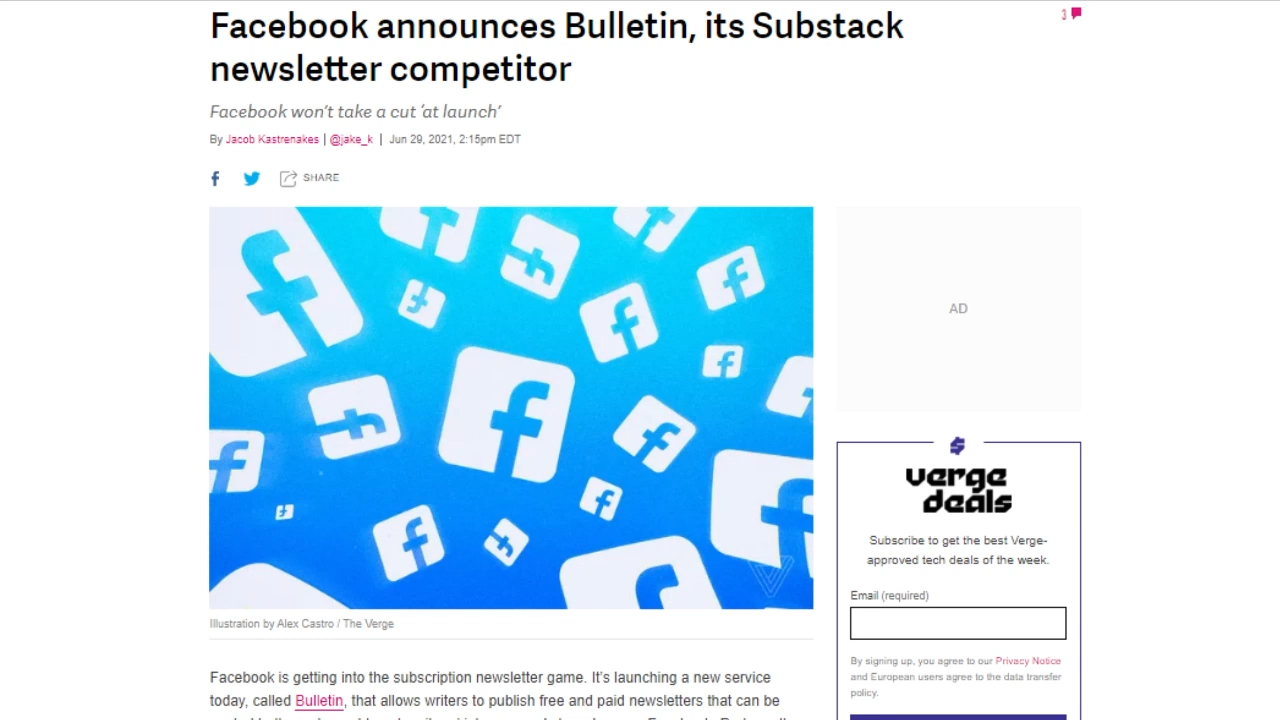 Facebook announces Bulletin, its Substack
newsletter competitor
3
Facebook won't take a cut 'at launch'
By Jacob Kastrenakes | @jake_k | Jun 29, 2021, 2:15pm EDT
SHARE
AD
Illustration by Alex Castro / The Verge
Facebook is getting into the subscription newsletter game. It's launching a new service
today, called Bulletin, that allows writers to publish free and paid newsletters that can be
verge
deals
Subscribe to get the best Verge-
approved tech deals of the week.
Email (required)
By signing up, you agree to our Privacy Notice
and European users agree to the data transfer
policy.